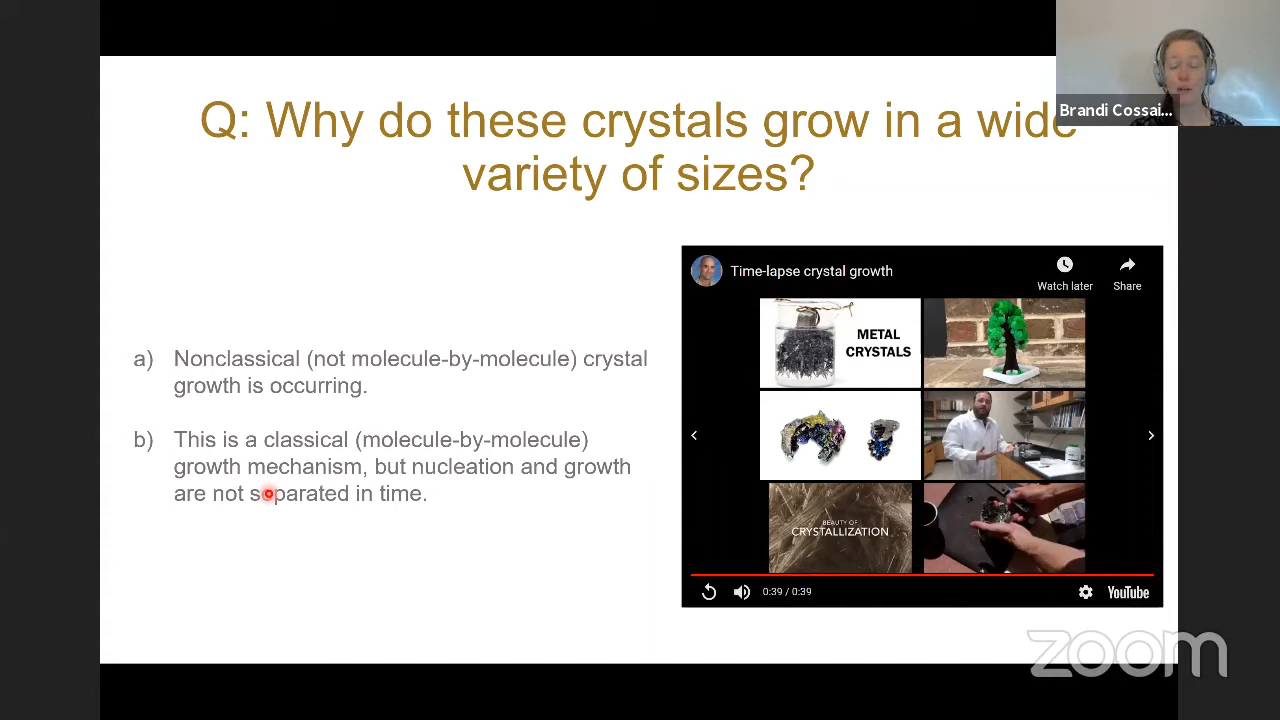 Q: Why do these crystals grow in a wide
variety of sizes?
Brandi Cossai...
a) Nonclassical (not molecule-by-molecule) crystal
growth is occurring.
b) This is a classical (molecule-by-molecule)
growth mechanism, but nucleation and growth
are not separated in time.
Time-lapse crystal growth
Watch later
Share
METAL
CRYSTALS
BEAUTY OF
CRYSTALLIZATION
0:39 / 0:39
YouTube
zoom